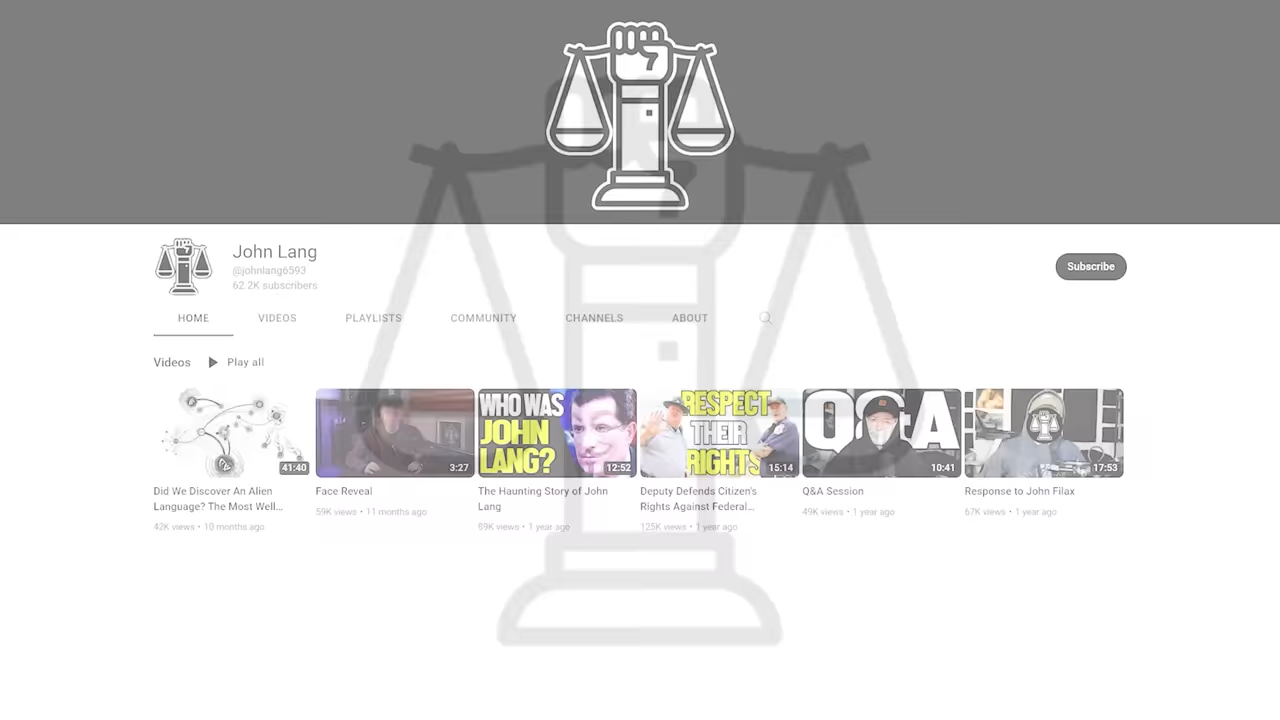 John Lang
@johnlang6593
62.2K subscribers
Subscribe
HOME VIDEOS PLAYLISTS COMMUNITY CHANNELS ABOUT
Videos Play all
41:40
3:27
WHO WAS
JOHN
LANG?
12:52
RESPECT
THEIR
RIGHTS
15:14
Q&A
10:41
17:53
Did We Discover An Alien
Language? The Most Well...
42K views • 10 months ago
Face Reveal
59K views • 11 months ago
The Haunting Story of John
Lang
89K views • 1 year ago
Deputy Defends Citizen's
Rights Against Federal...
125K views • 1 year ago
Q&A Session
49K views • 1 year ago
Response to John Filax
67K views • 1 year ago